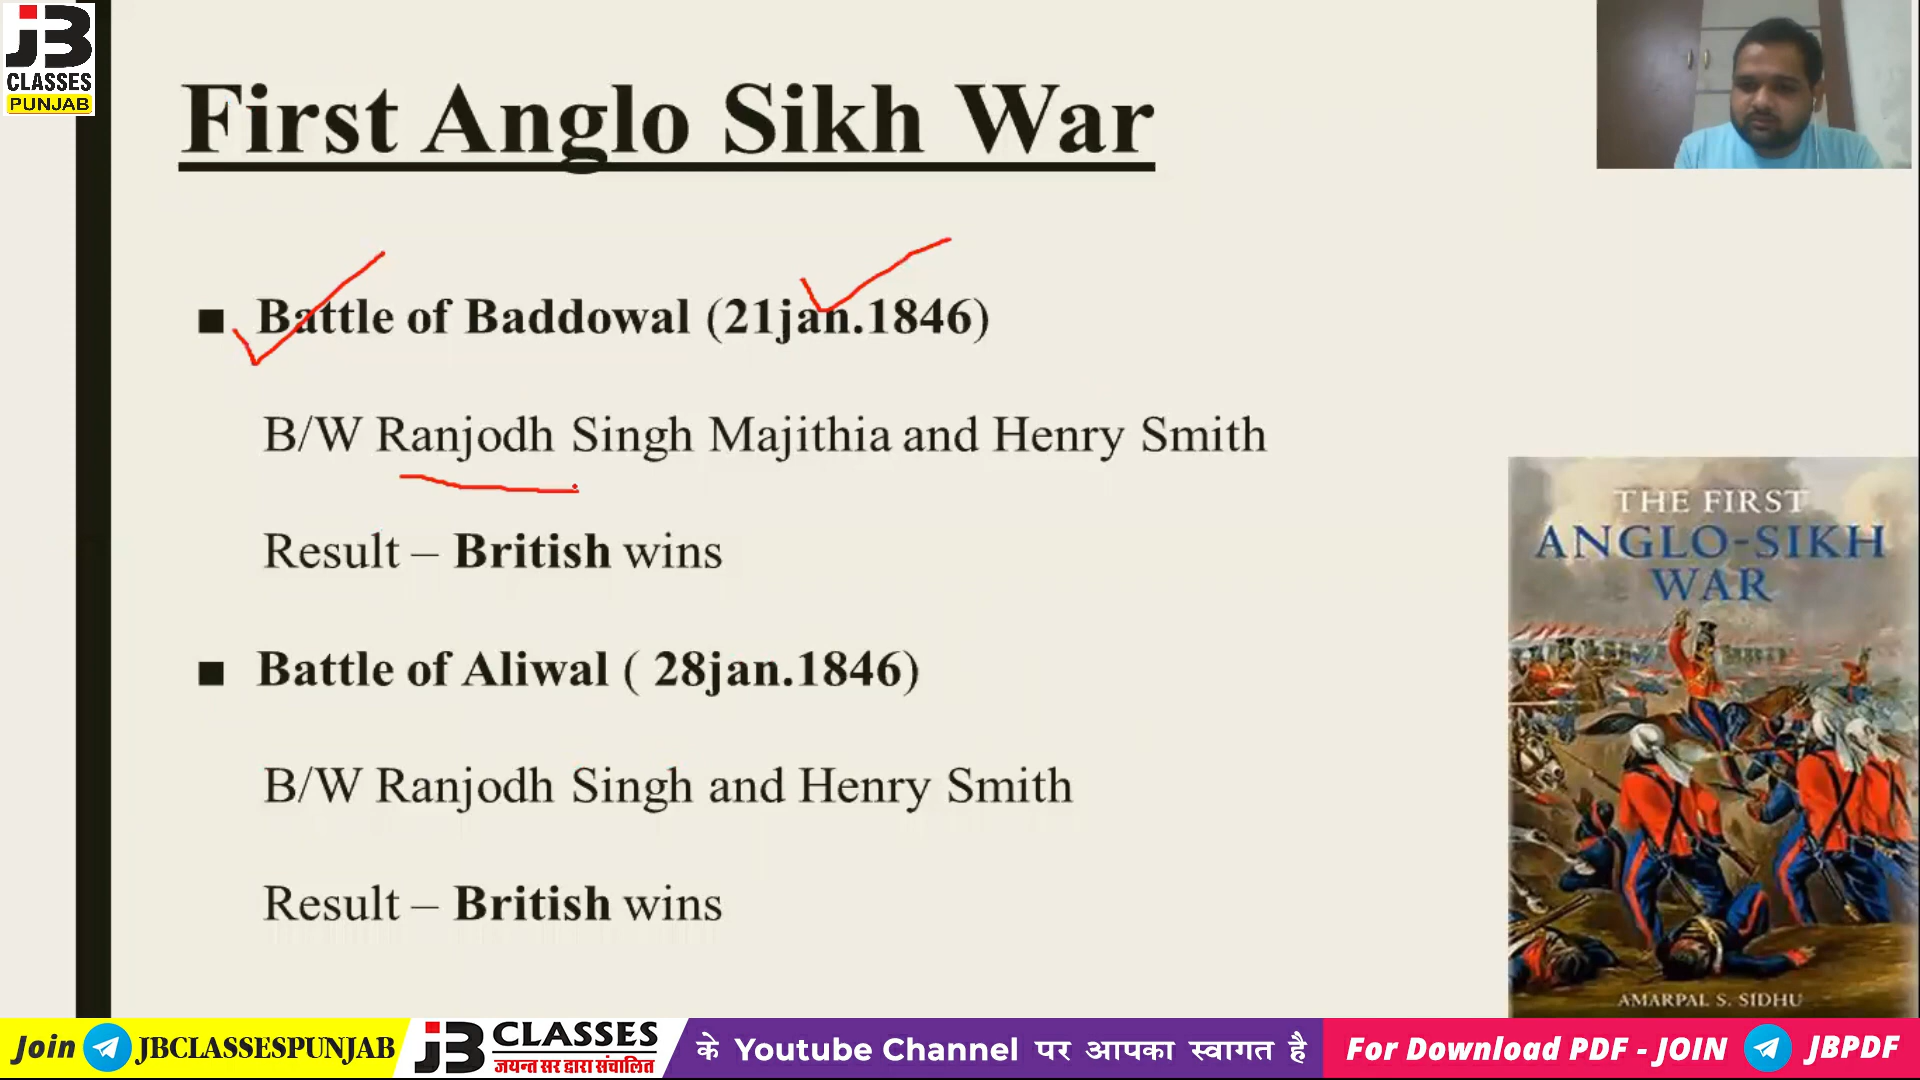 JB
CLASSES
PUNJAB
First Anglo Sikh War
■ Battle of Baddowal (21jan.1846)
B/W Ranjodh Singh Majithia and Henry Smith
Result – British wins
■ Battle of Aliwal ( 28jan.1846)
B/W Ranjodh Singh and Henry Smith
Result – British wins
THE FIRST
ANGLO-SIKH
WAR
AMARPAL S. SIDHU
Join JBCLASSESPUNJAB
JB CLASSES
जयन्त सर द्वारा संचालित
के Youtube Channel पर आपका स्वागत है
For Download PDF - JOIN JBPDF